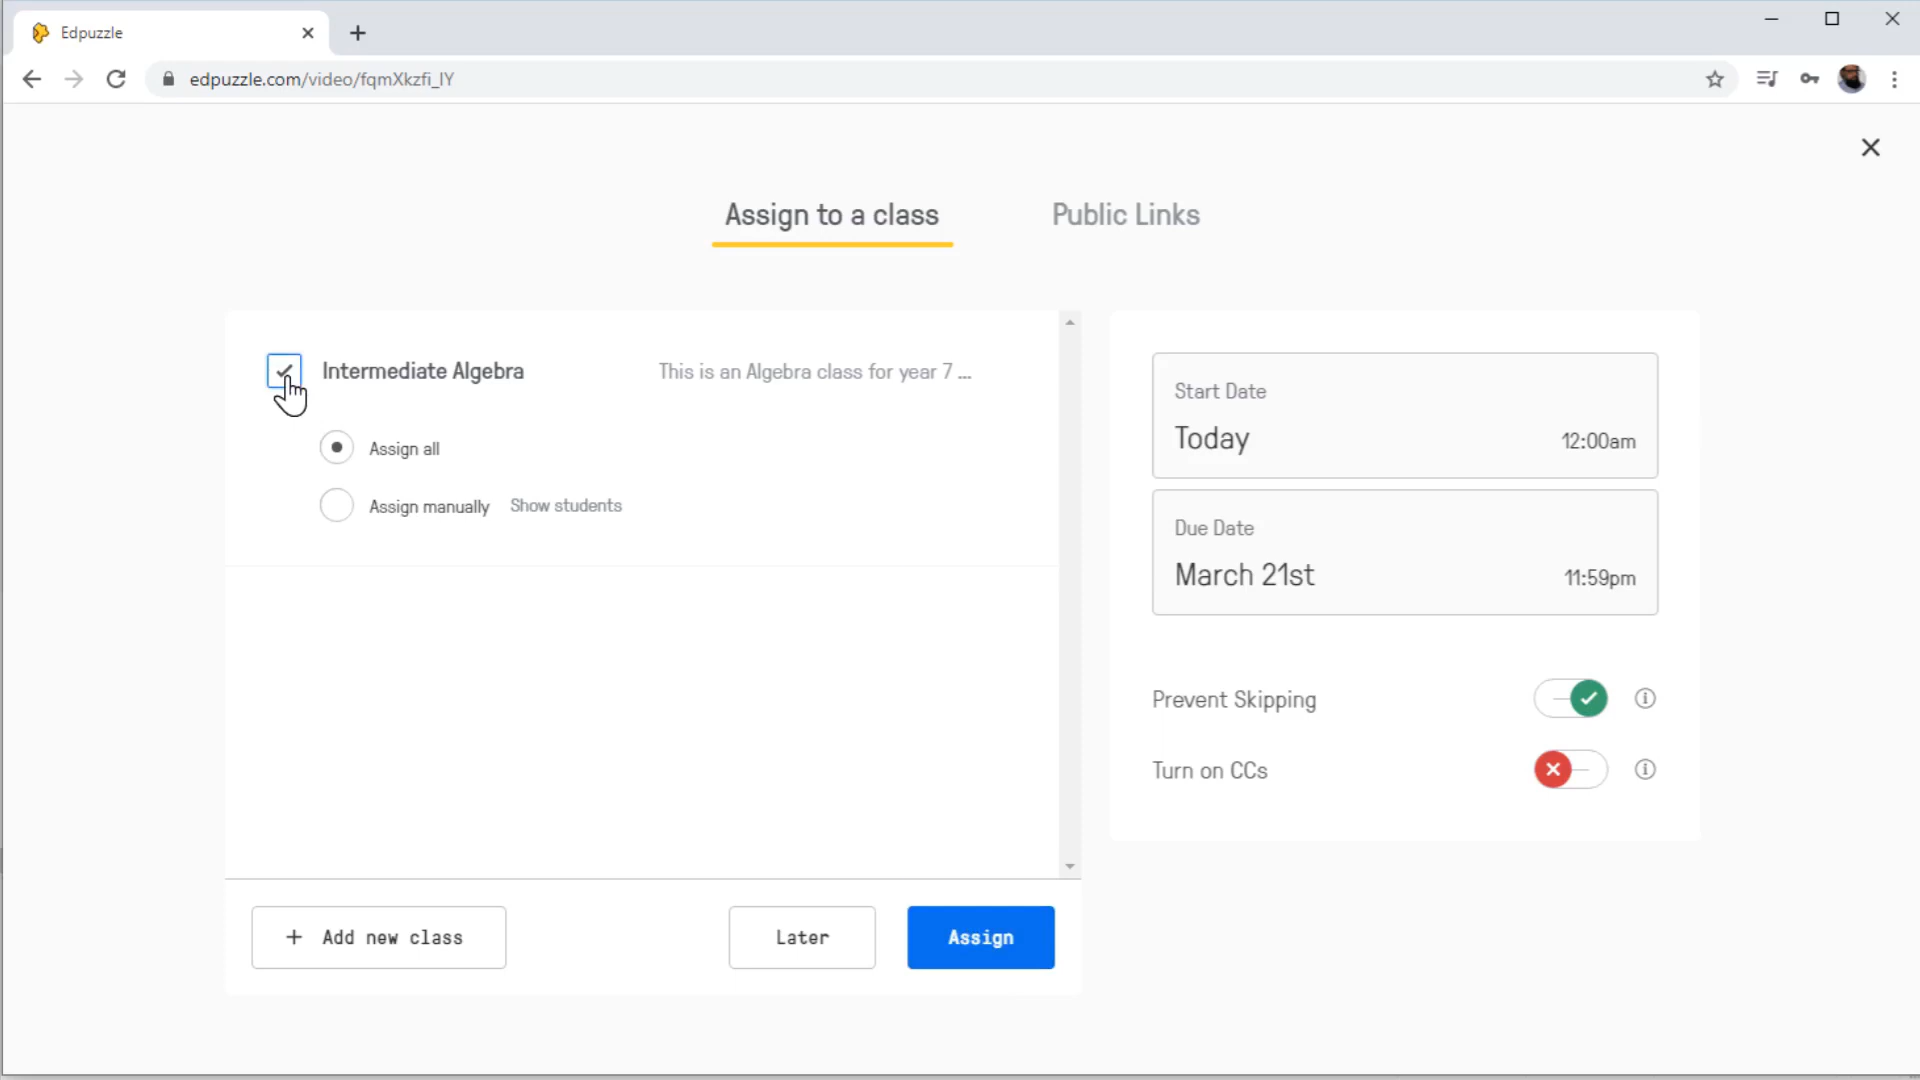 Edpuzzle
edpuzzle.com/video/fqmXkzfi_lY
Assign to a class
Public Links
Intermediate Algebra
This is an Algebra class for year 7 ...
Assign all
Assign manually
Show students
Start Date
Today
12:00am
Due Date
March 21st
11:59pm
Prevent Skipping
Turn on CCs
+ Add new class
Later
Assign